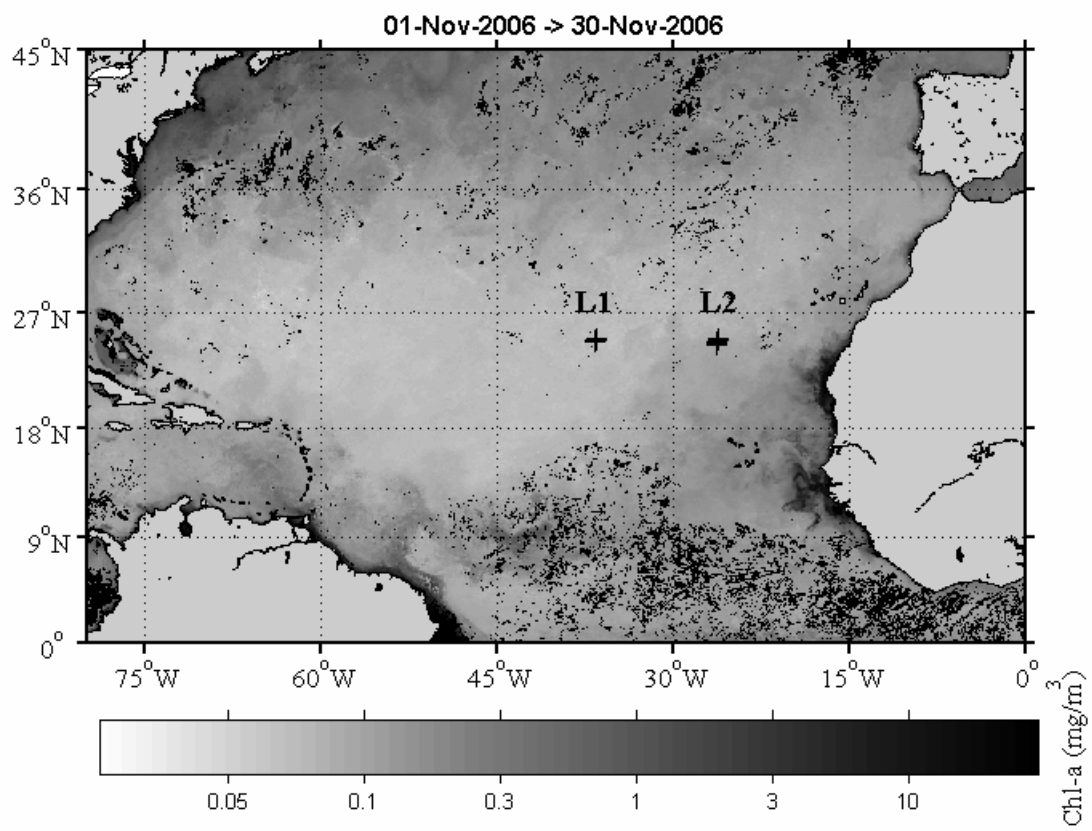 01-Nov-2006 -> 30-Nov-2006
45°N
36°N
27°N
18°N
9°N
0°
L1 L2
75°W 60°W 45°W 30°W 15°W 0°
0.05 0.1 0.3 1 3 10
Chl-a (mg/m³)